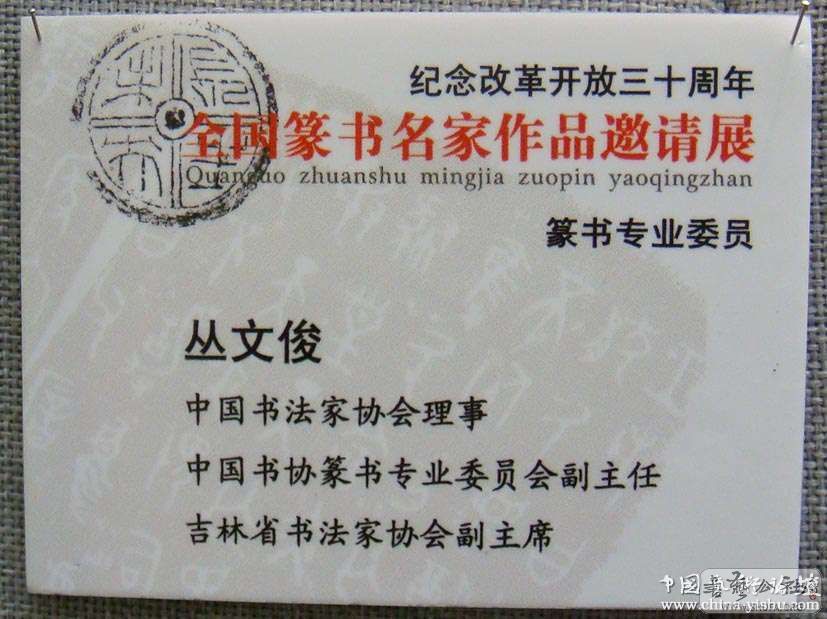 纪念改革开放三十周年
全国篆书名家作品邀请展
Quanguo zhuanshu mingjia zuopin yaoqingzhan
篆书专业委员
丛文俊
中国书法家协会理事
中国书协篆书专业委员会副主任
吉林省书法家协会副主席
中国
www.china-yishu.com